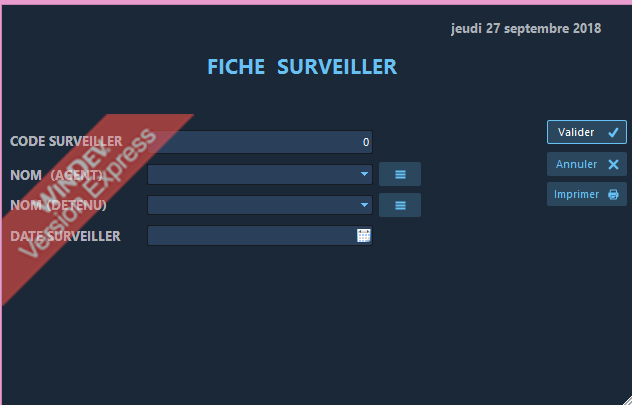 jeudi 27 septembre 2018
FICHE SURVEILLER
CODE SURVEILLER
0
Valider
NOM (AGENT)
Annuler
NOM (DETENU)
Imprimer
DATE SURVEILLER
WINDEV
Version Express